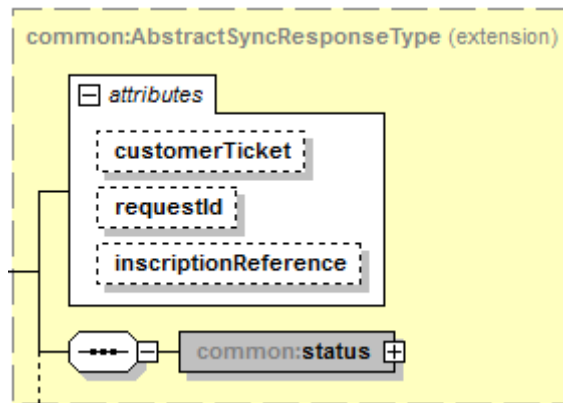 common:AbstractSyncResponseType (extension)
attributes
customerTicket
requestId
inscriptionReference
common:status